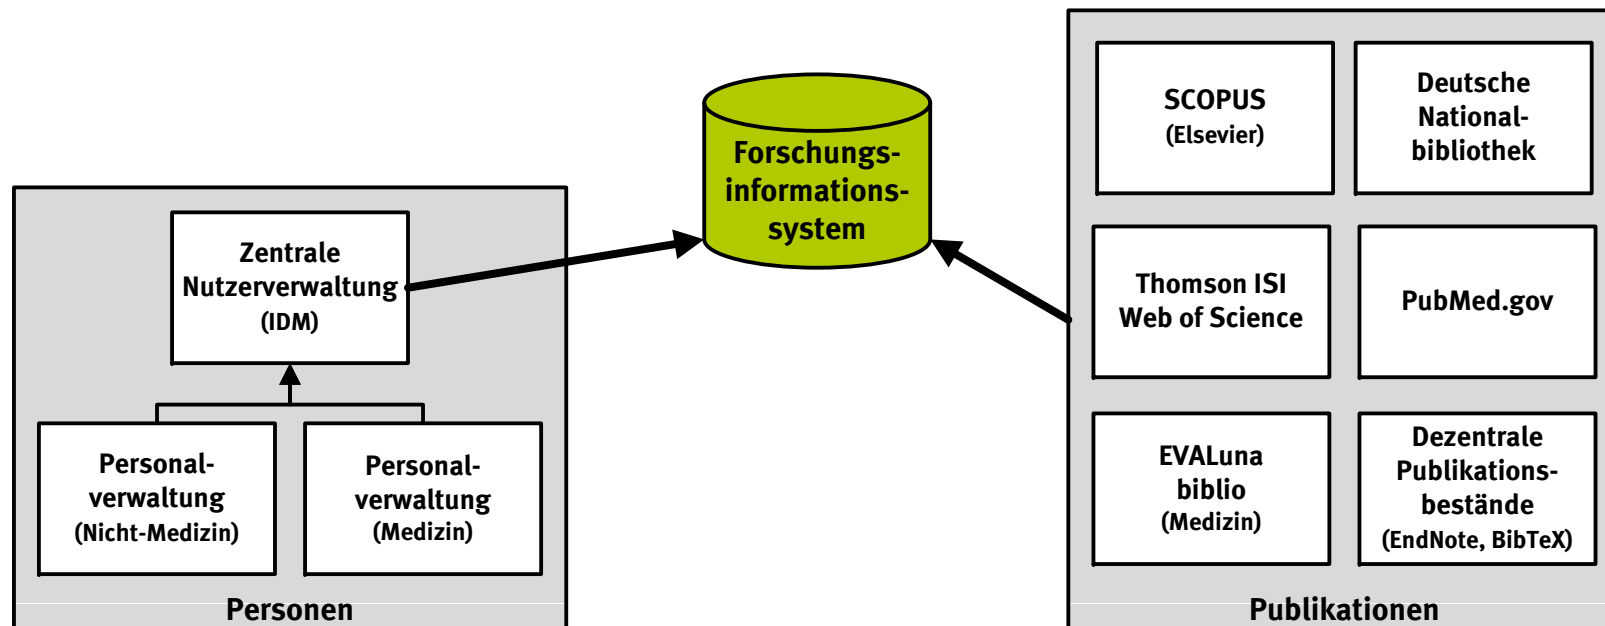 Zentrale
Nutzerverwaltung
(IDM)
Personal-
verwaltung
(Nicht-Medizin)
Personal-
verwaltung
(Medizin)
Personen
Forschungs-
informations-
system
SCOPUS
(Elsevier)
Deutsche
National-
bibliothek
Thomson ISI
Web of Science
PubMed.gov
EVALuna
biblio
(Medizin)
Dezentrale
Publikations-
bestände
(EndNote, BibTeX)
Publikationen